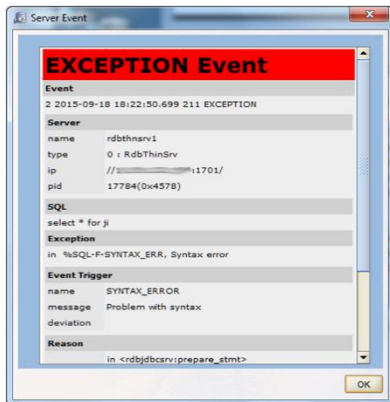 Server Event
EXCEPTION Event
Event
2 2015-09-18 18:22:50.699 211 EXCEPTION
Server
name rdbthnsrv1
type 0 : RdbThinSrv
ip //:1701/
pid 17784(0x4578)
SQL
select * for ji
Exception
in %SQL-F-SYNTAX_ERR, Syntax error
Event Trigger
name SYNTAX_ERROR
message Problem with syntax
deviation
Reason
in <rdbjdbcsrv:prepare_stmt>
OK